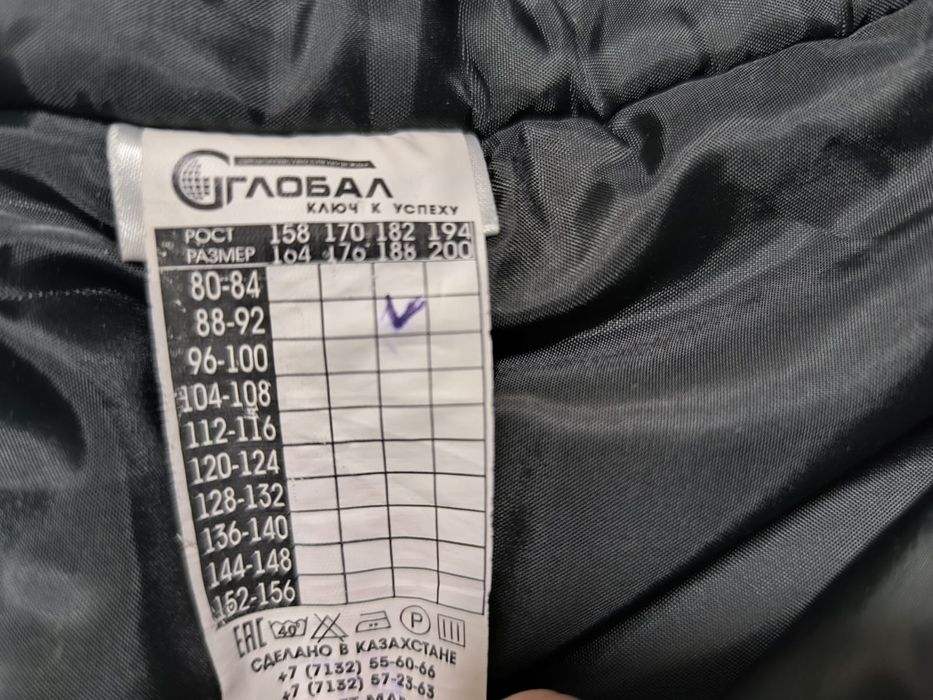 ГЛОБАЛ
КЛЮЧ К УСПЕХУ
РОСТ 158 170 182 194
РАЗМЕР 164 176 188 200
80-84
88-92
96-100
104-108
112-116
120-124
128-132
136-140
144-148
152-156
EAC 40° P
СДЕЛАНО В КАЗАХСТАНЕ
+7 (7132) 55-60-66
+7 (7132) 57-23-63